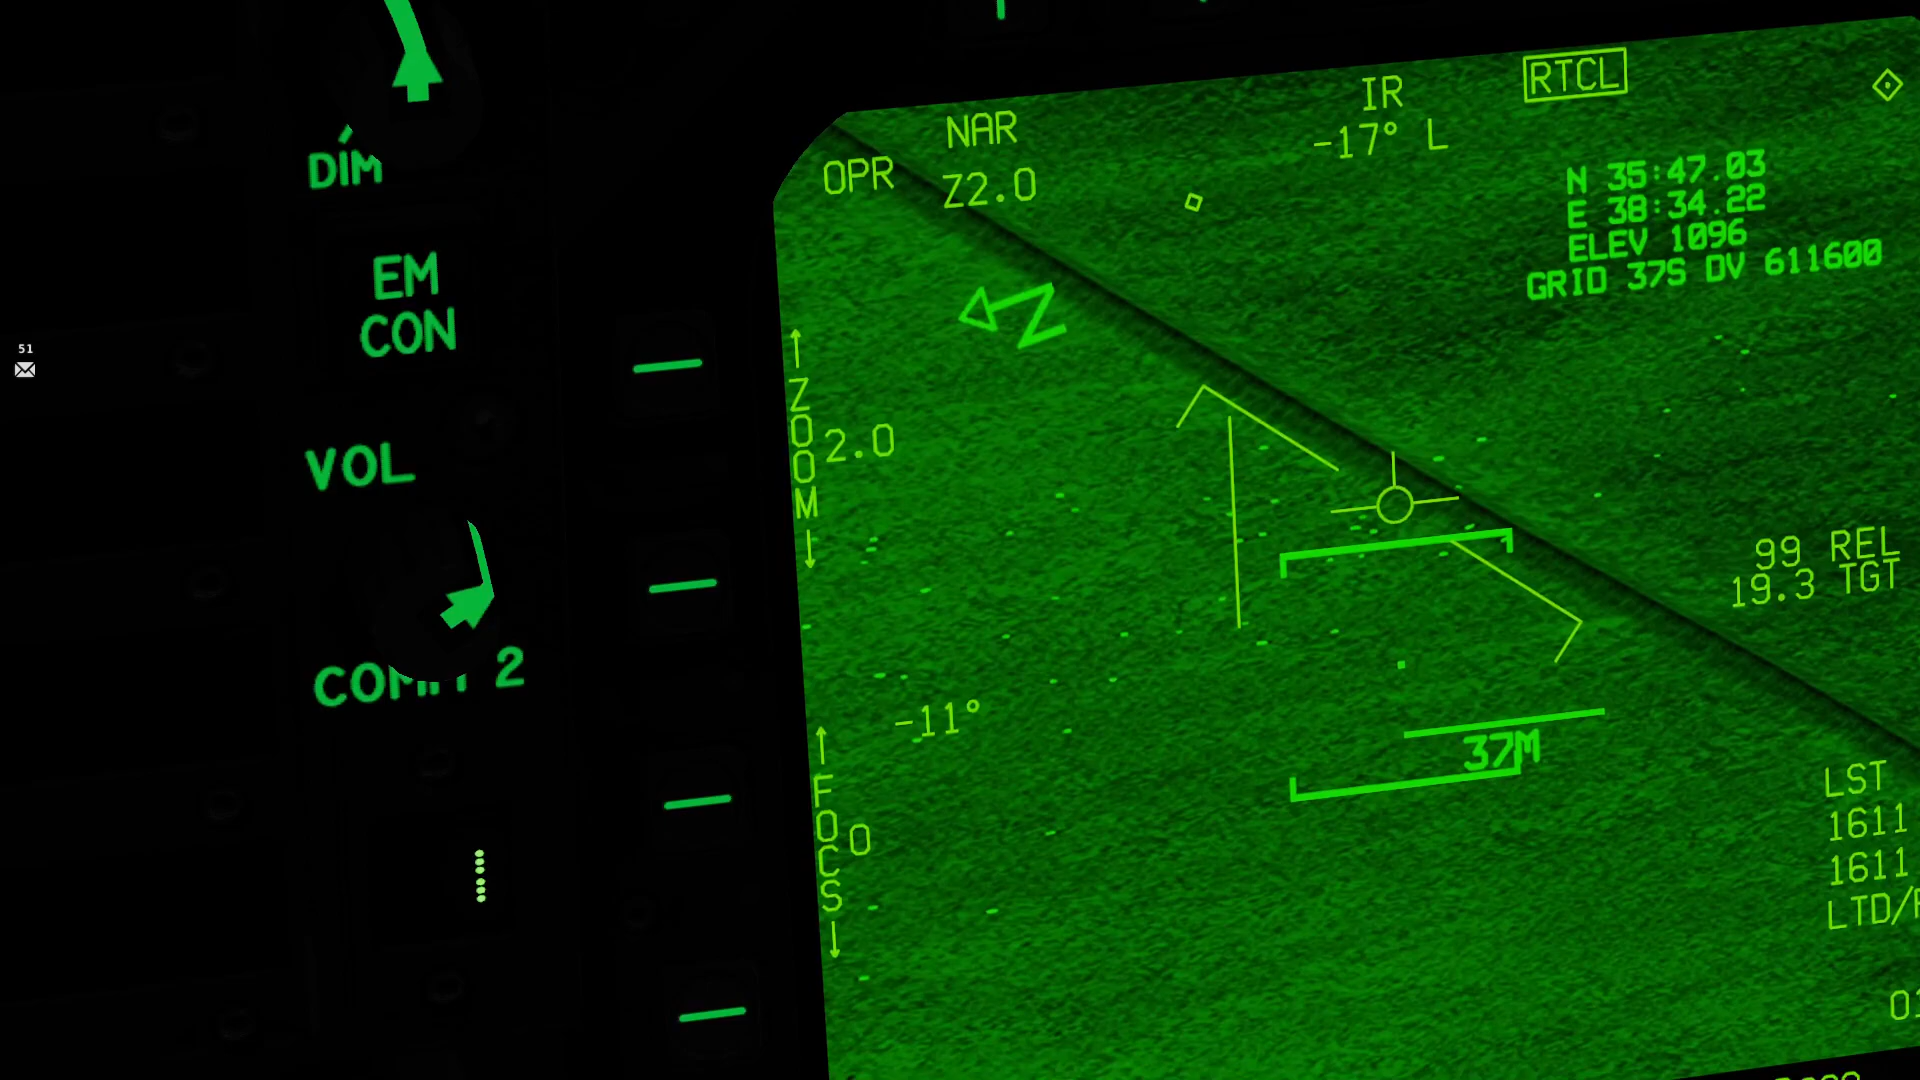 DIM
EM
CON
VOL
2
51
OPR
NAR
Z2.0
IR
-17° L
RTCL
N 35:47.03
E 38:34.22
ELEV 1096
GRID 37S DV 611600
N
ZOOM
2.0
99 REL
19.3 TGT
-11°
37M
FOCS
0
LST
1611
1611